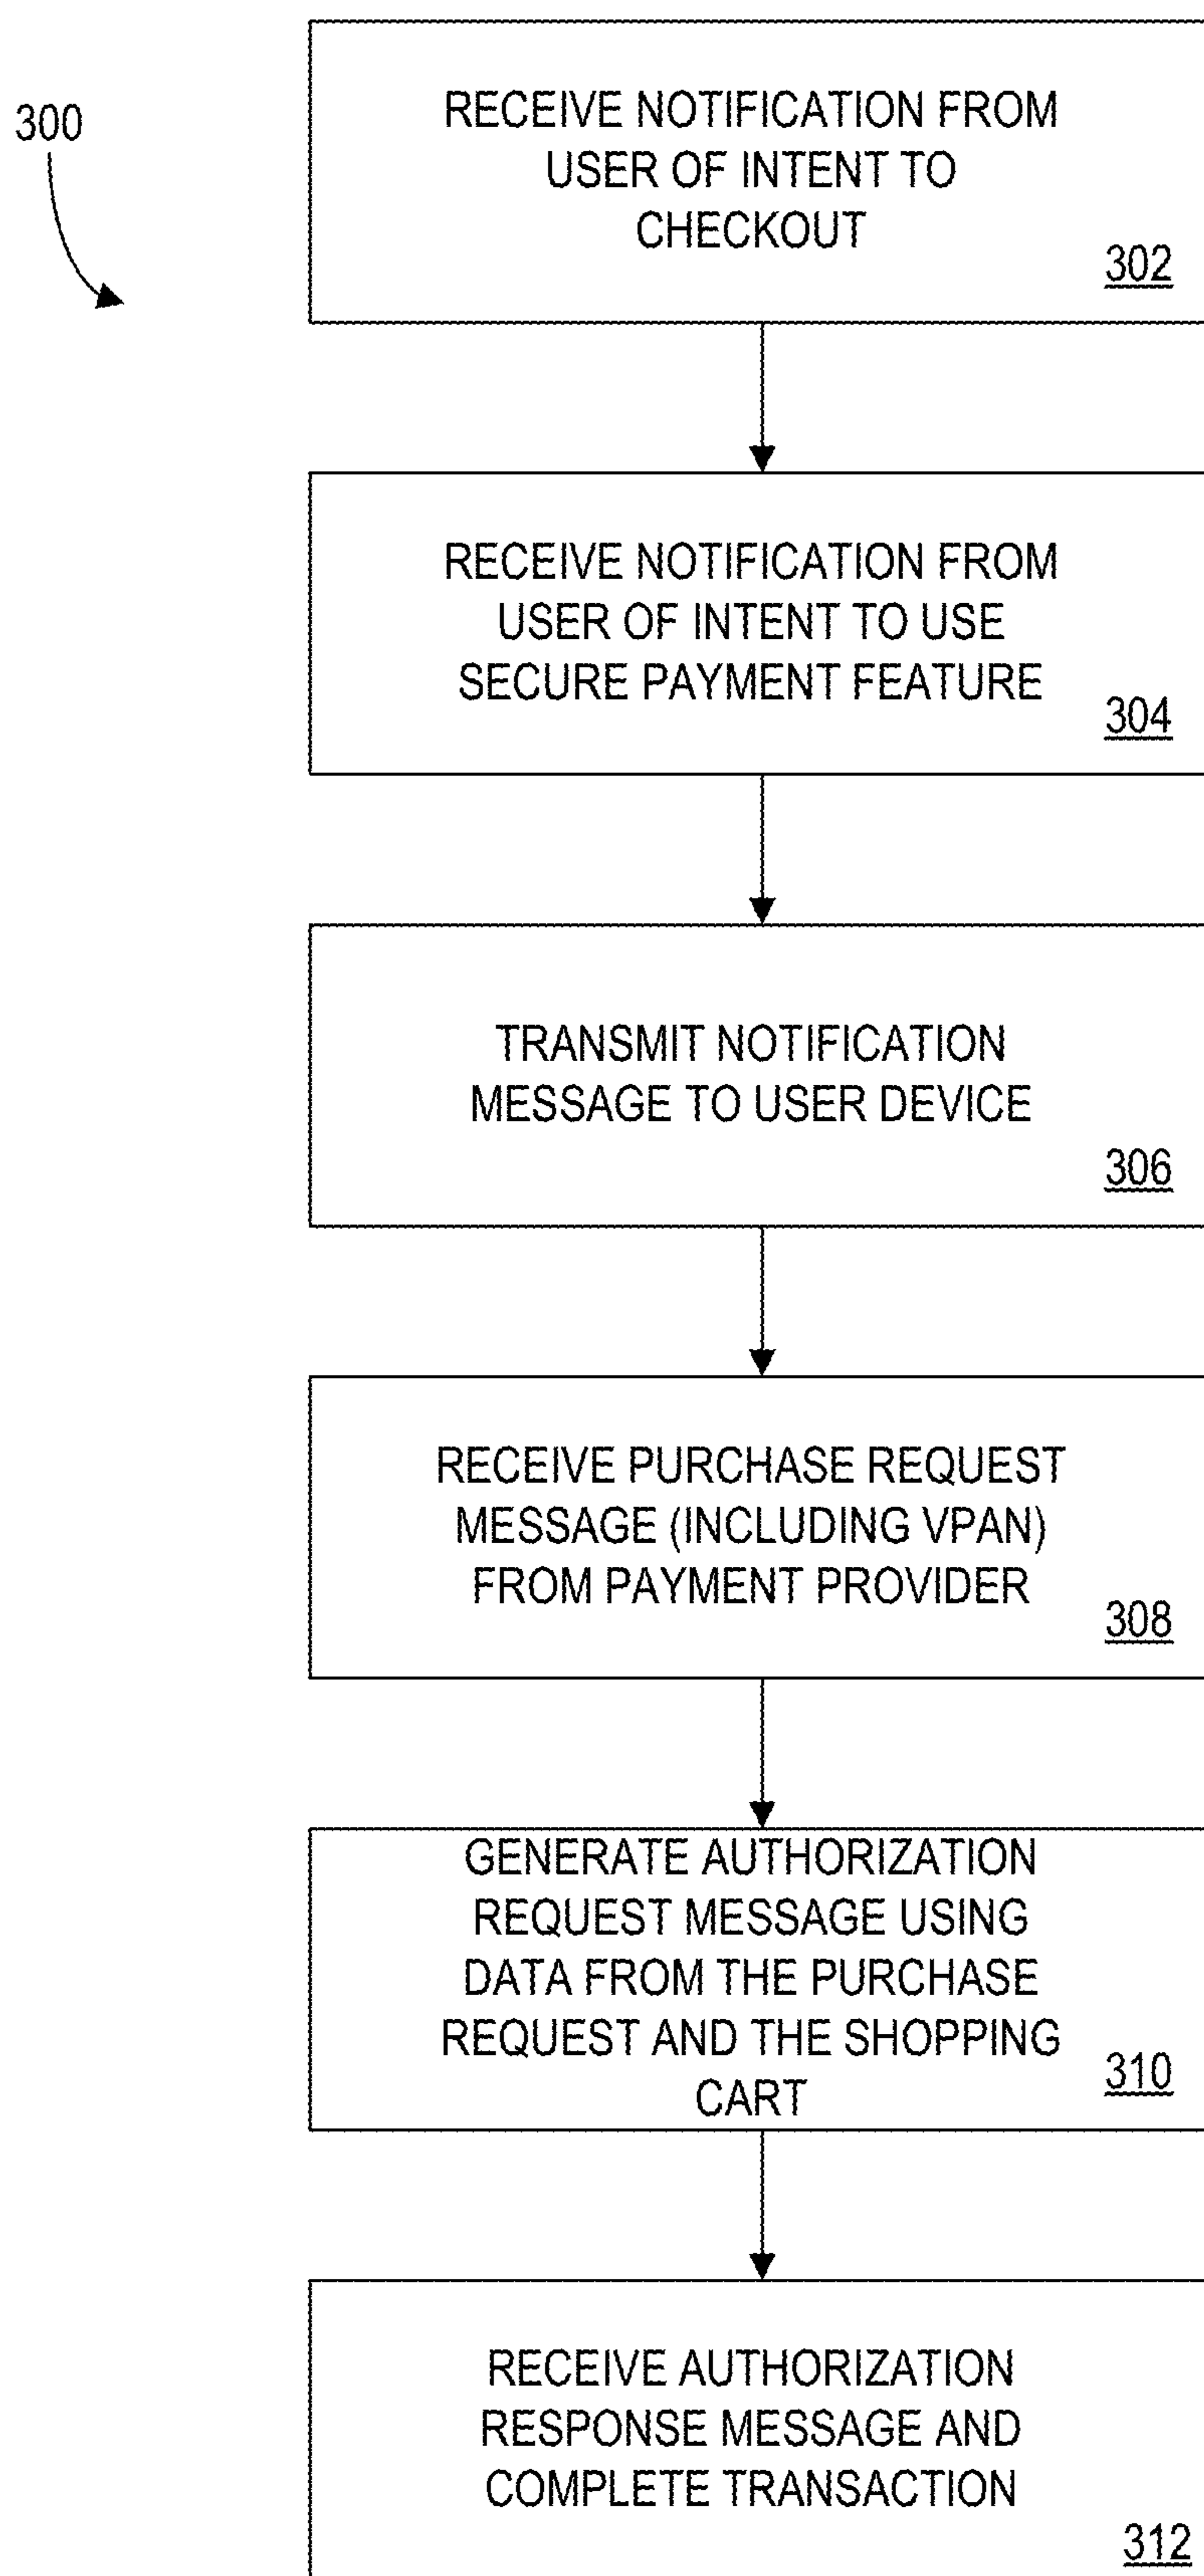 300
RECEIVE NOTIFICATION FROM
USER OF INTENT TO
CHECKOUT
302
RECEIVE NOTIFICATION FROM
USER OF INTENT TO USE
SECURE PAYMENT FEATURE
304
TRANSMIT NOTIFICATION
MESSAGE TO USER DEVICE
306
RECEIVE PURCHASE REQUEST
MESSAGE (INCLUDING VPAN)
FROM PAYMENT PROVIDER
308
GENERATE AUTHORIZATION
REQUEST MESSAGE USING
DATA FROM THE PURCHASE
REQUEST AND THE SHOPPING
CART
310
RECEIVE AUTHORIZATION
RESPONSE MESSAGE AND
COMPLETE TRANSACTION
312